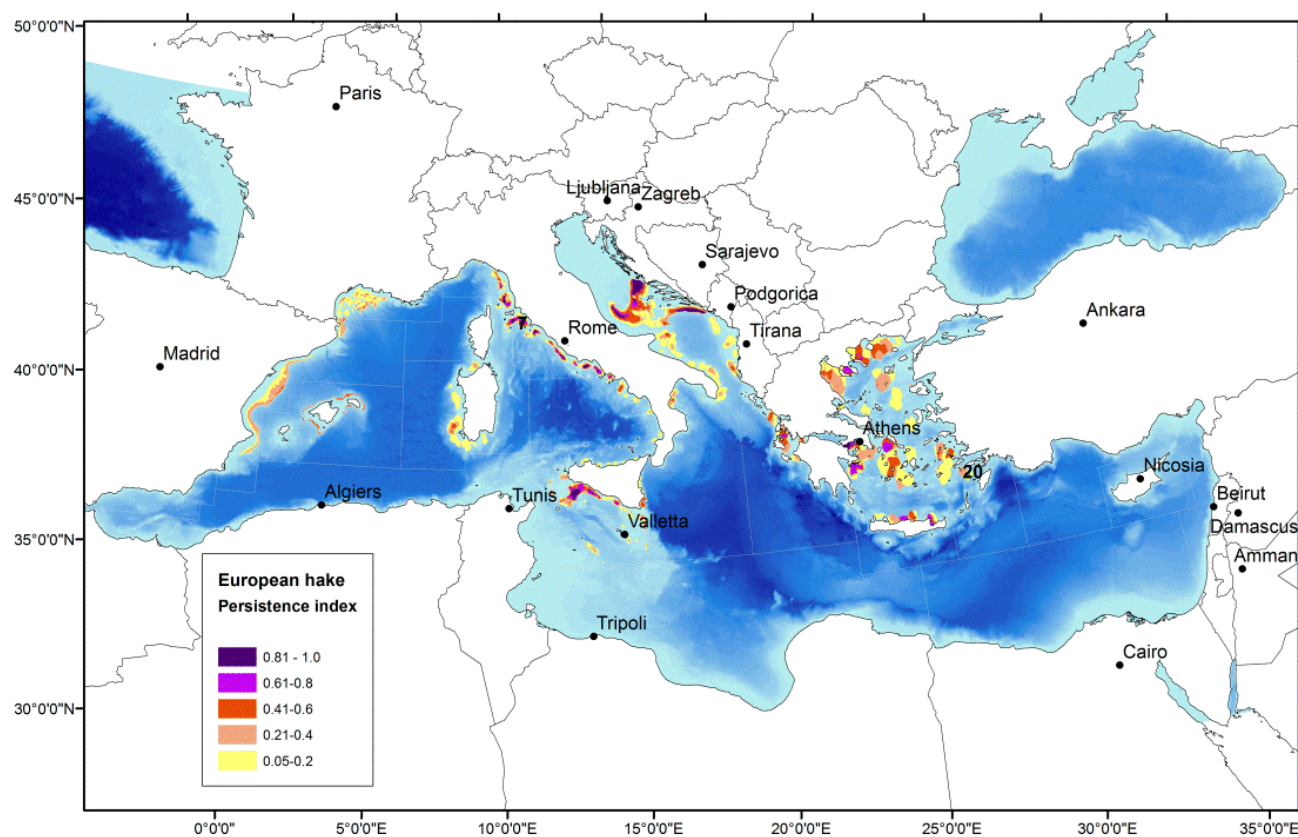 50°0'0"N
Paris
45°0'0"N
Ljubljana
Zagreb
Sarajevo
Podgorica
Ankara
7
Rome
Tirana
Madrid
40°0'0"N
Athens
20
Nicosia
Algiers
Tunis
Beirut
Valletta
Damascus
35°0'0"N
Amman
European hake
Persistence index
Tripoli
0.81 - 1.0
Cairo
0.61-0.8
0.41-0.6
30°0'0"N
0.21-0.4
0.05-0.2
0°0'0"
5°0'0"E
10°0'0"E
15°0'0"E
20°0'0"E
25°0'0"E
30°0'0"E
35°0'0"E